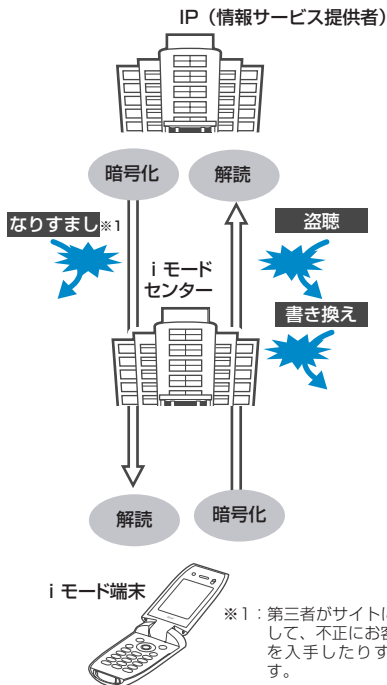 IP（情報サービス提供者）
暗号化
解読
なりすまし※1
盗聴
i モード
センター
書き換え
解読
暗号化
i モード端末
※1：第三者がサイトに
して、不正にお客
を入手したりす
す。